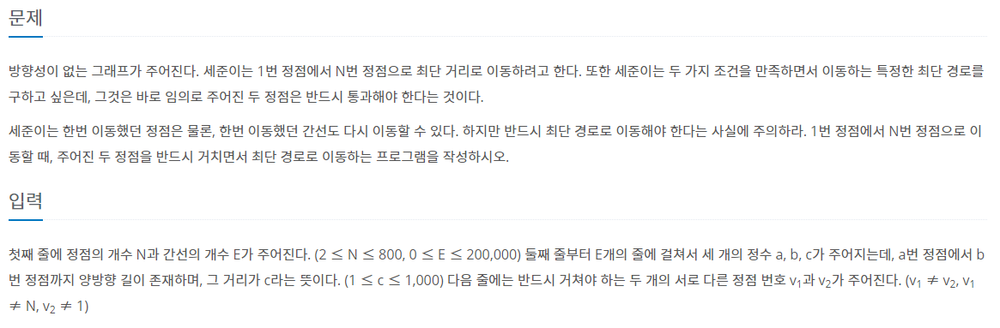 문제
방향성이 없는 그래프가 주어진다. 세준이는 1번 정점에서 N번 정점으로 최단 거리로 이동하려고 한다. 또한 세준이는 두 가지 조건을 만족하면서 이동하는 특정한 최단 경로를
구하고 싶은데, 그것은 바로 임의로 주어진 두 정점은 반드시 통과해야 한다는 것이다.
세준이는 한번 이동했던 정점은 물론, 한번 이동했던 간선도 다시 이동할 수 있다. 하지만 반드시 최단 경로로 이동해야 한다는 사실에 주의하라. 1번 정점에서 N번 정점으로 이
동할 때, 주어진 두 정점을 반드시 거치면서 최단 경로로 이동하는 프로그램을 작성하시오.
입력
첫째 줄에 정점의 개수 N과 간선의 개수 E가 주어진다. (2 ≤ N ≤ 800, 0 ≤ E ≤ 200,000) 둘째 줄부터 E개의 줄에 걸쳐서 세 개의 정수 a, b, c가 주어지는데, a번 정점에서 b
번 정점까지 양방향 길이 존재하며, 그 거리가 c라는 뜻이다. (1 ≤ c ≤ 1,000) 다음 줄에는 반드시 거쳐야 하는 두 개의 서로 다른 정점 번호 v₁과 v₂가 주어진다. (v₁ ≠ v₂, v₁
≠ N, v₂ ≠ 1)